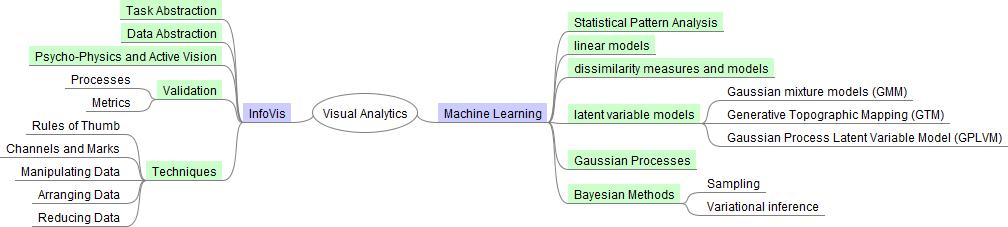 Task Abstraction
Data Abstraction
Psycho-Physics and Active Vision
Processes
Metrics
Validation
Rules of Thumb
Channels and Marks
Manipulating Data
Arranging Data
Reducing Data
Techniques
InfoVis
Visual Analytics
Machine Learning
Statistical Pattern Analysis
linear models
dissimilarity measures and models
latent variable models
Gaussian mixture models (GMM)
Generative Topographic Mapping (GTM)
Gaussian Process Latent Variable Model (GPLVM)
Gaussian Processes
Bayesian Methods
Sampling
Variational inference